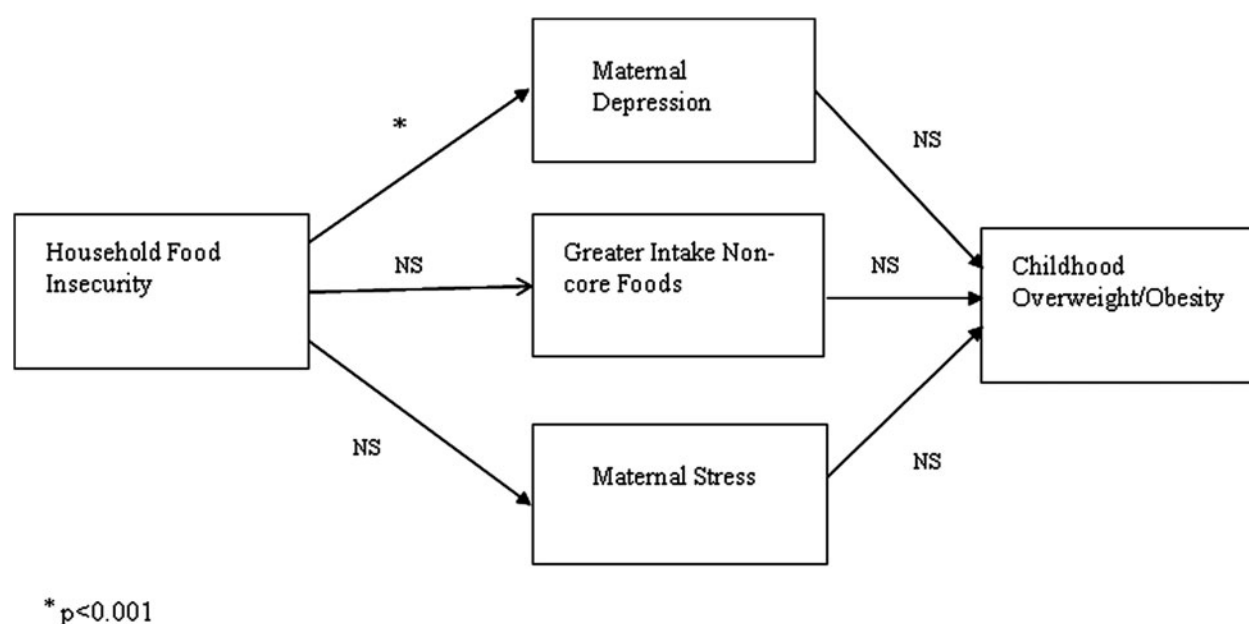 Maternal
Depression
*
NS
Household Food
Insecurity
NS
Greater Intake Non-
core Foods
NS
Childhood
Overweight/Obesity
NS
Maternal Stress
NS
* p<0.001